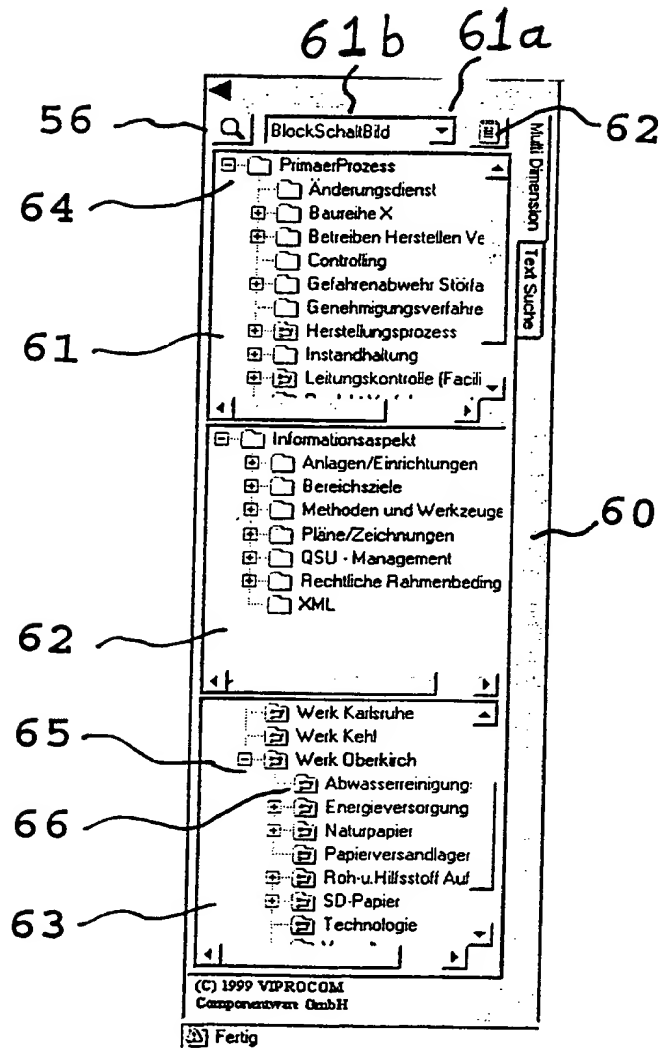 61b
61a
56
BlockSchaltBild
62
Multi Dimension
Text Suche
64
PrimaerProzess
Änderungsdienst
Baureihe X
Betreiben Herstellen Ve
Controlling
Gefahrenabwehr Störfa
Genehmigungsverfahre
61
Herstellungsprozess
Instandhaltung
Leitungskontrolle (Facili
Informationsaspekt
Anlagen/Einrichtungen
Bereichsziele
Methoden und Werkzeuge
60
Pläne/Zeichnungen
QSU - Management
Rechtliche Rahmenbeding
XML
62
Werk Karlsruhe
65
Werk Kehl
Werk Oberkirch
Abwasserreinigung
66
Energieversorgung
Naturpapier
Papierversandlager
Roh-u.Hilfsstoff Auf
63
SD-Papier
Technologie
(C) 1999 VIPROCOM
Componentware GmbH
Fertig